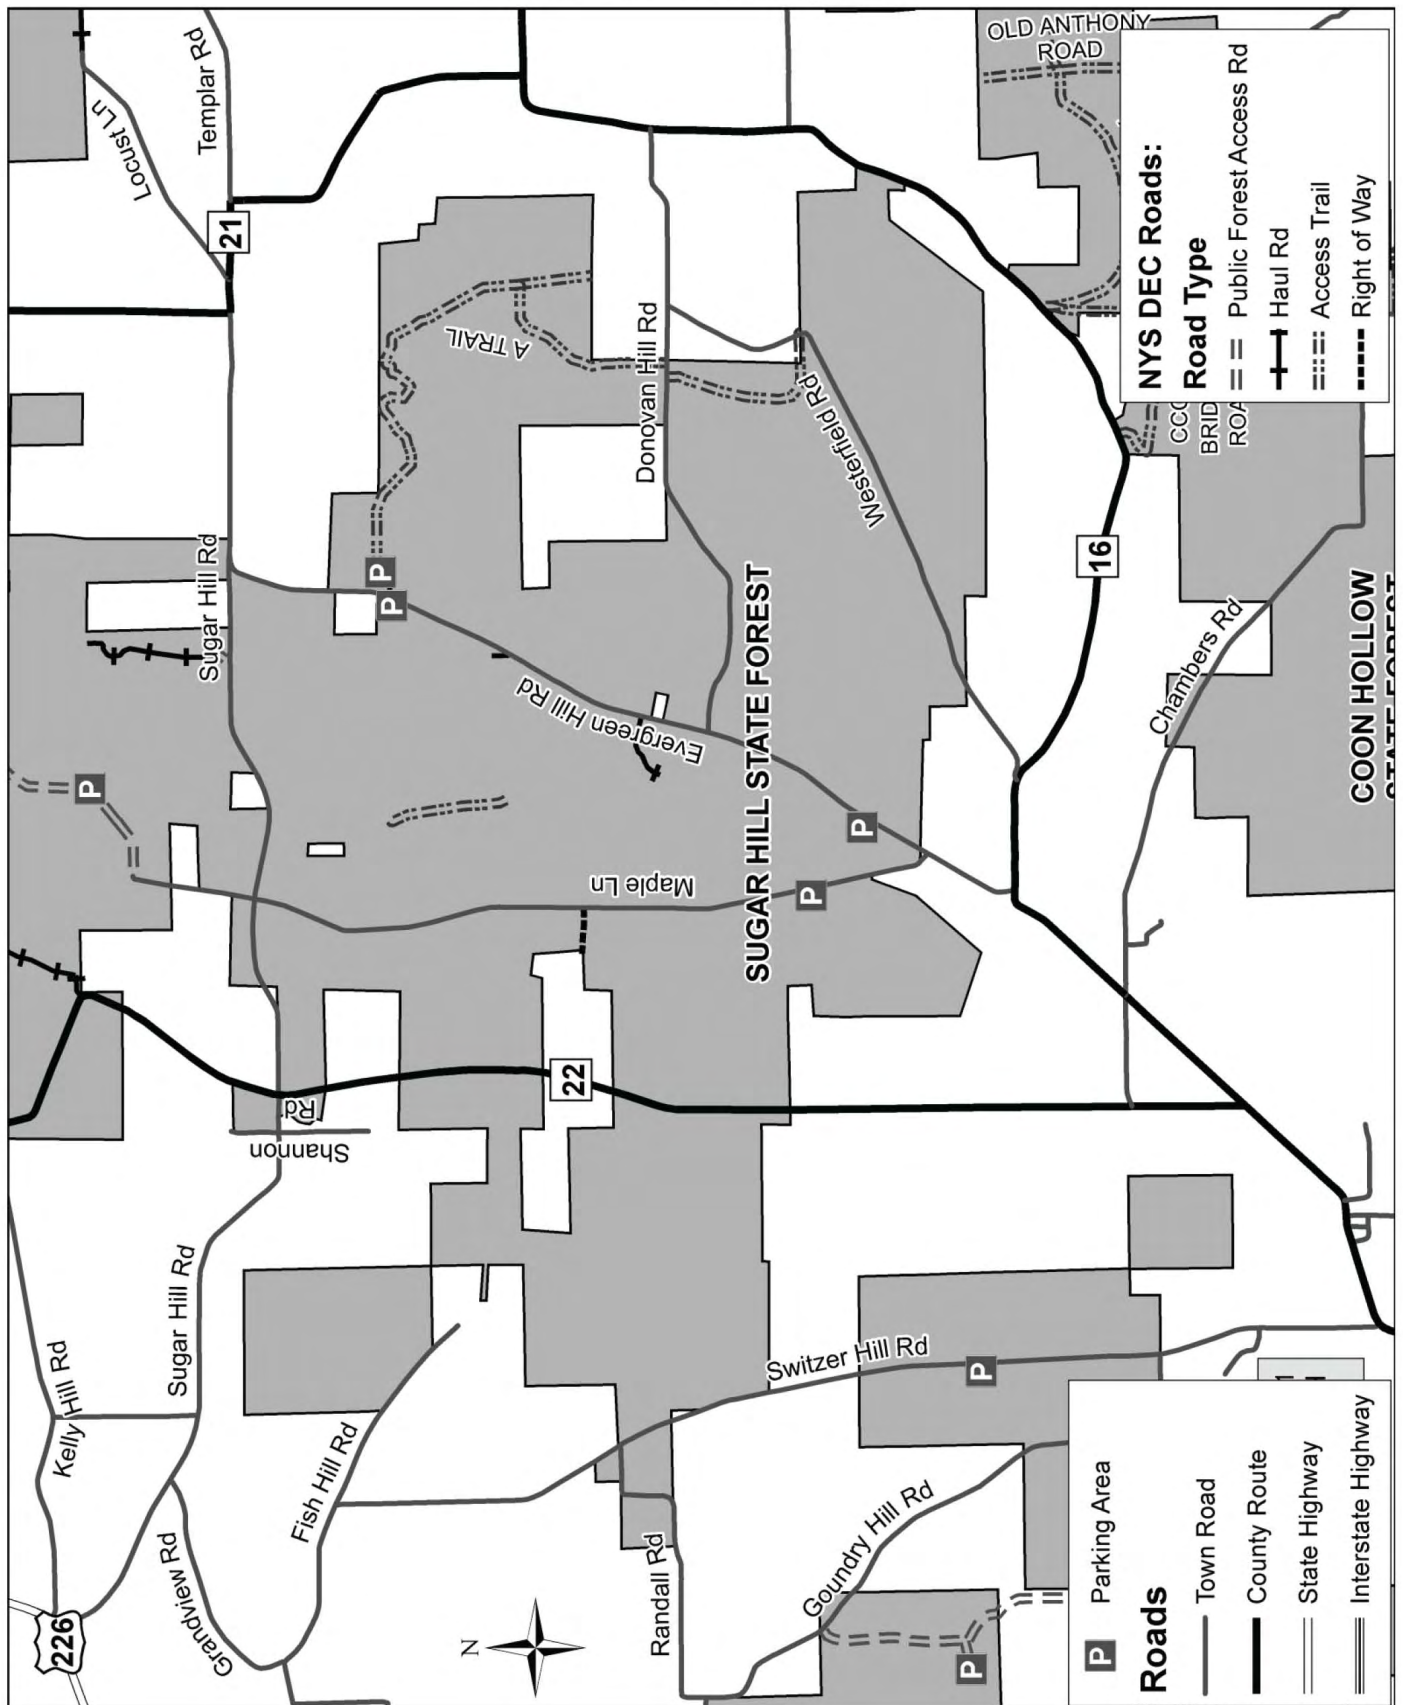 226
Kelly Hill Rd
Grandview Rd
Sugar Hill Rd
Fish Hill Rd
Shannon
Rd
22
P
Sugar Hill Rd
Locust Ln
Templar Rd
21
P
P
A TRAIL
Evergreen Hill Rd
Maple Ln
Donovan Hill Rd
Westerfield Rd
SUGAR HILL STATE FOREST
P
P
16
Chambers Rd
COON HOLLOW
STATE FOREST
OLD ANTHONY
ROAD
Randall Rd
Switzer Hill Rd
P
Goundry Hill Rd
P
N
P Parking Area
Roads
Town Road
County Route
State Highway
Interstate Highway
NYS DEC Roads:
Road Type
Public Forest Access Rd
Haul Rd
Access Trail
Right of Way